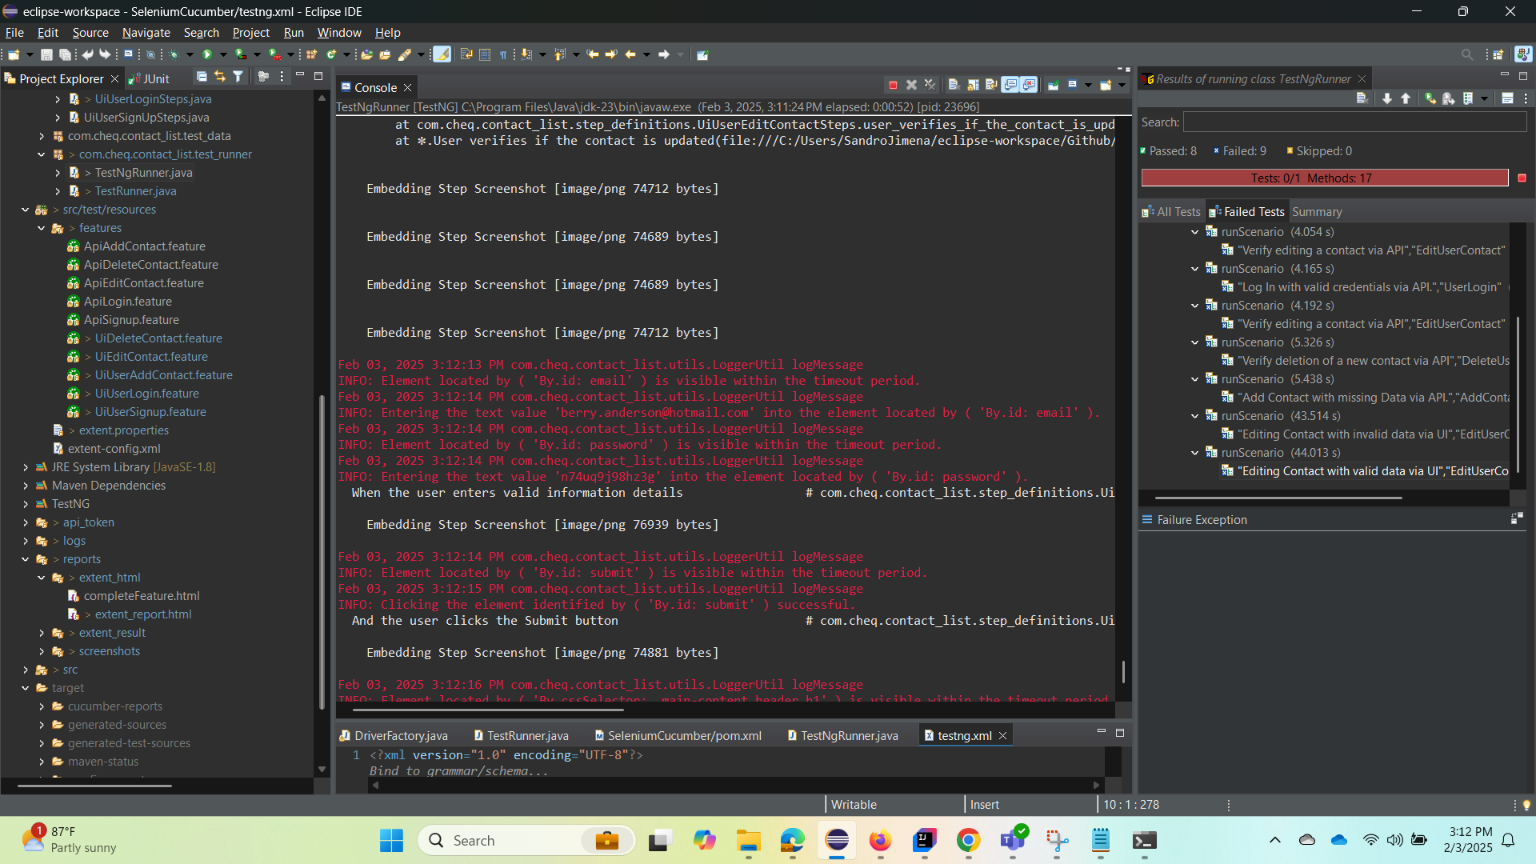 eclipse-workspace - SeleniumCucumber/testng.xml - Eclipse IDE
File Edit Source Navigate Search Project Run Window Help
Project Explorer
JUnit
> UiUserLoginSteps.java
UiUserSignUpSteps.java
com.cheq.contact_list.test_data
> com.cheq.contact_list.test_runner
> TestNgRunner.java
> TestRunner.java
> src/test/resources
> features
ApiAddContact.feature
ApiDeleteContact.feature
ApiEditContact.feature
ApiLogin.feature
ApiSignup.feature
> UiDeleteContact.feature
> UiEditContact.feature
> UiUserAddContact.feature
> UiUserLogin.feature
> UiUserSignup.feature
> extent.properties
extent-config.xml
JRE System Library [JavaSE-1.8]
Maven Dependencies
TestNG
> api_token
> logs
> reports
> extent_html
completeFeature.html
> extent_report.html
> extent_result
> screenshots
> src
target
cucumber-reports
generated-sources
generated-test-sources
maven-status
Console
TestNgRunner [TestNG] C:\Program Files\Java\jdk-23\bin\javaw.exe (Feb 3, 2025, 3:11:24 PM elapsed: 0:00:52) [pid: 23696]
at com.cheq.contact_list.step_definitions.UiUserEditContactSteps.user_verifies_if_the_contact_is_upd
at *.User verifies if the contact is updated(file:///C:/Users/SandroJimena/eclipse-workspace/Github/
Embedding Step Screenshot [image/png 74712 bytes]
Embedding Step Screenshot [image/png 74689 bytes]
Embedding Step Screenshot [image/png 74689 bytes]
Embedding Step Screenshot [image/png 74712 bytes]
Feb 03, 2025 3:12:13 PM com.cheq.contact_list.utils.LoggerUtil logMessage
INFO: Element located by ( 'By.id: email' ) is visible within the timeout period.
Feb 03, 2025 3:12:14 PM com.cheq.contact_list.utils.LoggerUtil logMessage
INFO: Entering the text value 'berry.anderson@hotmail.com' into the element located by ( 'By.id: email' ).
Feb 03, 2025 3:12:14 PM com.cheq.contact_list.utils.LoggerUtil logMessage
INFO: Element located by ( 'By.id: password' ) is visible within the timeout period.
Feb 03, 2025 3:12:14 PM com.cheq.contact_list.utils.LoggerUtil logMessage
INFO: Entering the text value 'n74uq9j98hz3g' into the element located by ( 'By.id: password' ).
When the user enters valid information details # com.cheq.contact_list.step_definitions.Ui
Embedding Step Screenshot [image/png 76939 bytes]
Feb 03, 2025 3:12:14 PM com.cheq.contact_list.utils.LoggerUtil logMessage
INFO: Element located by ( 'By.id: submit' ) is visible within the timeout period.
Feb 03, 2025 3:12:15 PM com.cheq.contact_list.utils.LoggerUtil logMessage
INFO: Clicking the element identified by ( 'By.id: submit' ) successful.
And the user clicks the Submit button # com.cheq.contact_list.step_definitions.Ui
Embedding Step Screenshot [image/png 74881 bytes]
Feb 03, 2025 3:12:16 PM com.cheq.contact_list.utils.LoggerUtil logMessage
INFO: Element located by ( 'By.cssSelector: .main-content header h1' ) is visible within the timeout period
DriverFactory.java
TestRunner.java
SeleniumCucumber/pom.xml
TestNgRunner.java
testng.xml
1 <?xml version="1.0" encoding="UTF-8"?>
Bind to grammar/schema...
Results of running class TestNgRunner
Search:
Passed: 8 Failed: 9 Skipped: 0
Tests: 0/1 Methods: 17
All Tests Failed Tests Summary
runScenario (4.054 s)
"Verify editing a contact via API","EditUserContact"
runScenario (4.165 s)
"Log In with valid credentials via API.","UserLogin"
runScenario (4.192 s)
"Verify editing a contact via API","EditUserContact"
runScenario (5.326 s)
"Verify deletion of a new contact via API","DeleteUs
runScenario (5.438 s)
"Add Contact with missing Data via API.","AddConta
runScenario (43.514 s)
"Editing Contact with invalid data via UI","EditUserC
runScenario (44.013 s)
"Editing Contact with valid data via UI","EditUserCo
Failure Exception
Writable
Insert
10 : 1 : 278
1
87°F
Partly sunny
Search
3:12 PM
2/3/2025